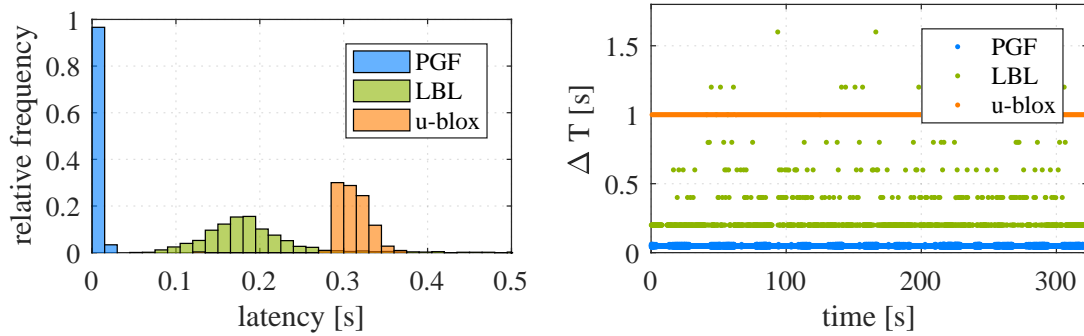 relative frequency
1
0.8
0.6
0.4
0.2
0
0 0.1 0.2 0.3 0.4 0.5
latency [s]
PGF
LBL
u-blox
Δ T [s]
1.5
1
0.5
0
0 100 200 300
time [s]
PGF
LBL
u-blox